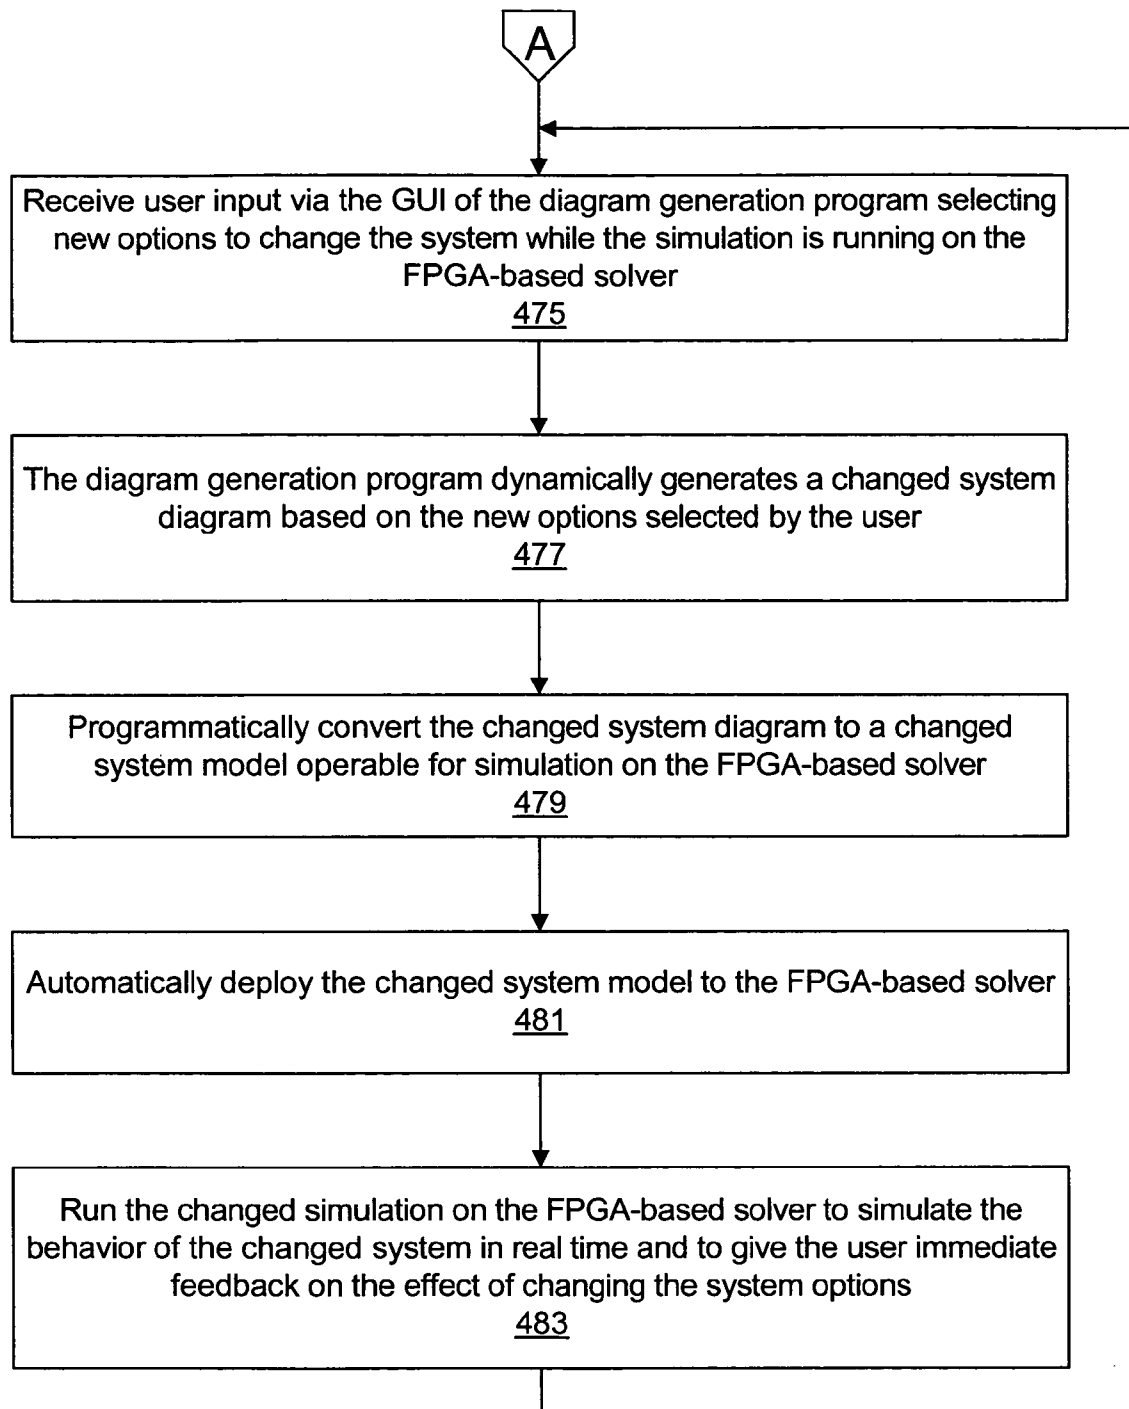 A
Receive user input via the GUI of the diagram generation program selecting
new options to change the system while the simulation is running on the
FPGA-based solver
475
The diagram generation program dynamically generates a changed system
diagram based on the new options selected by the user
477
Programmatically convert the changed system diagram to a changed
system model operable for simulation on the FPGA-based solver
479
Automatically deploy the changed system model to the FPGA-based solver
481
Run the changed simulation on the FPGA-based solver to simulate the
behavior of the changed system in real time and to give the user immediate
feedback on the effect of changing the system options
483